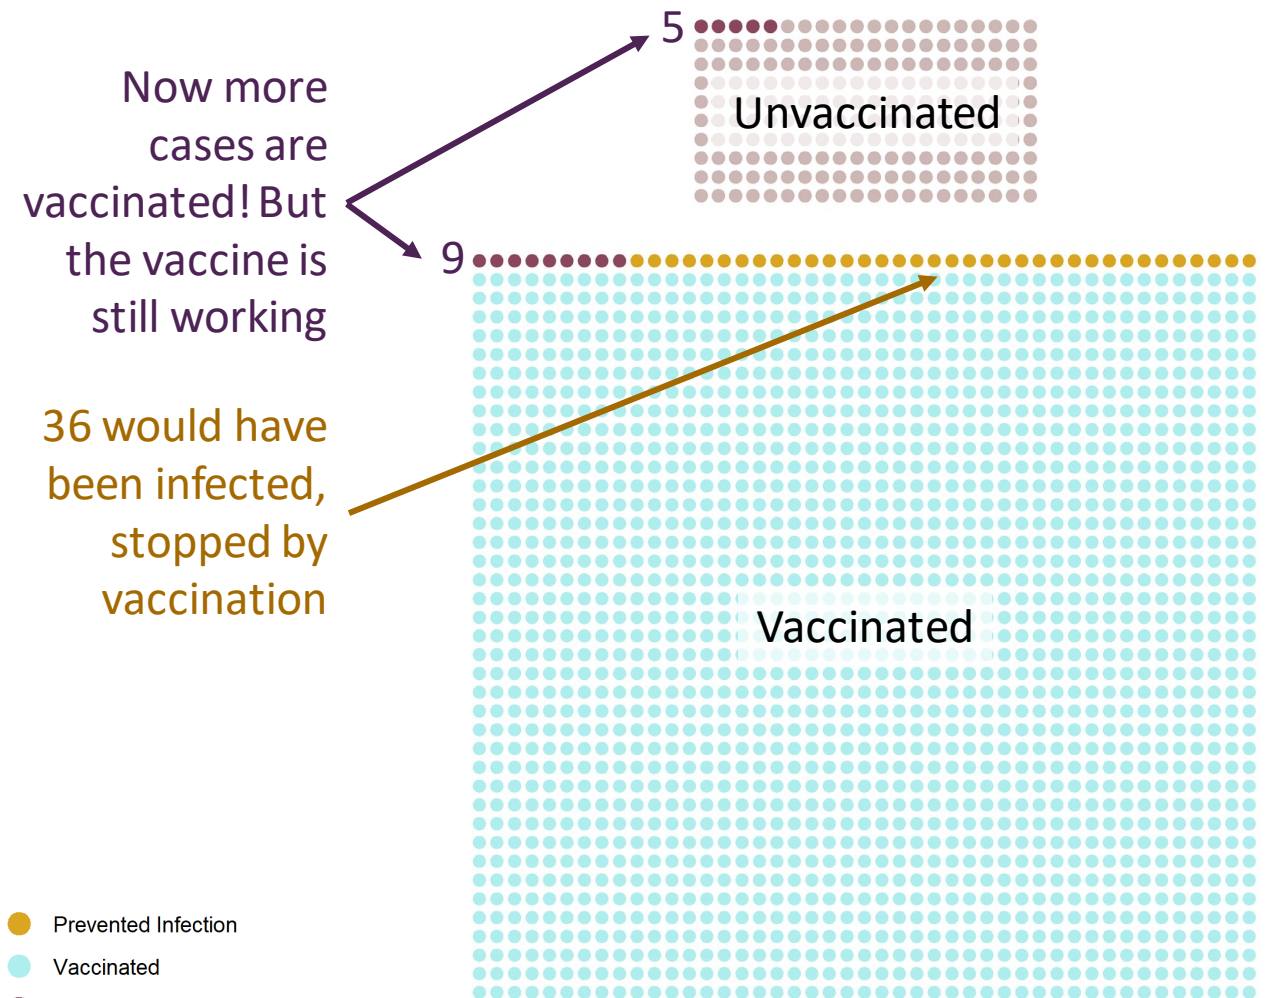 Now more
cases are
vaccinated! But
the vaccine is
still working
36 would have
been infected,
stopped by
vaccination
5
Unvaccinated
9
Vaccinated
Prevented Infection
Vaccinated